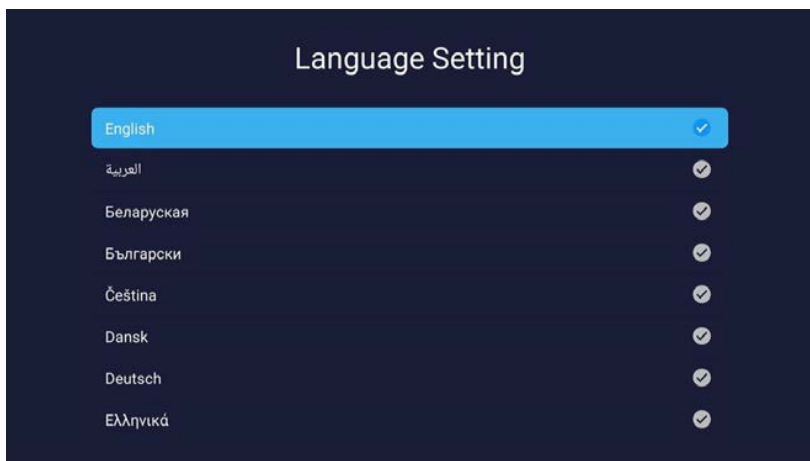 Language Setting
English
العربية
Беларуская
Български
Čeština
Dansk
Deutsch
Ελληνικά